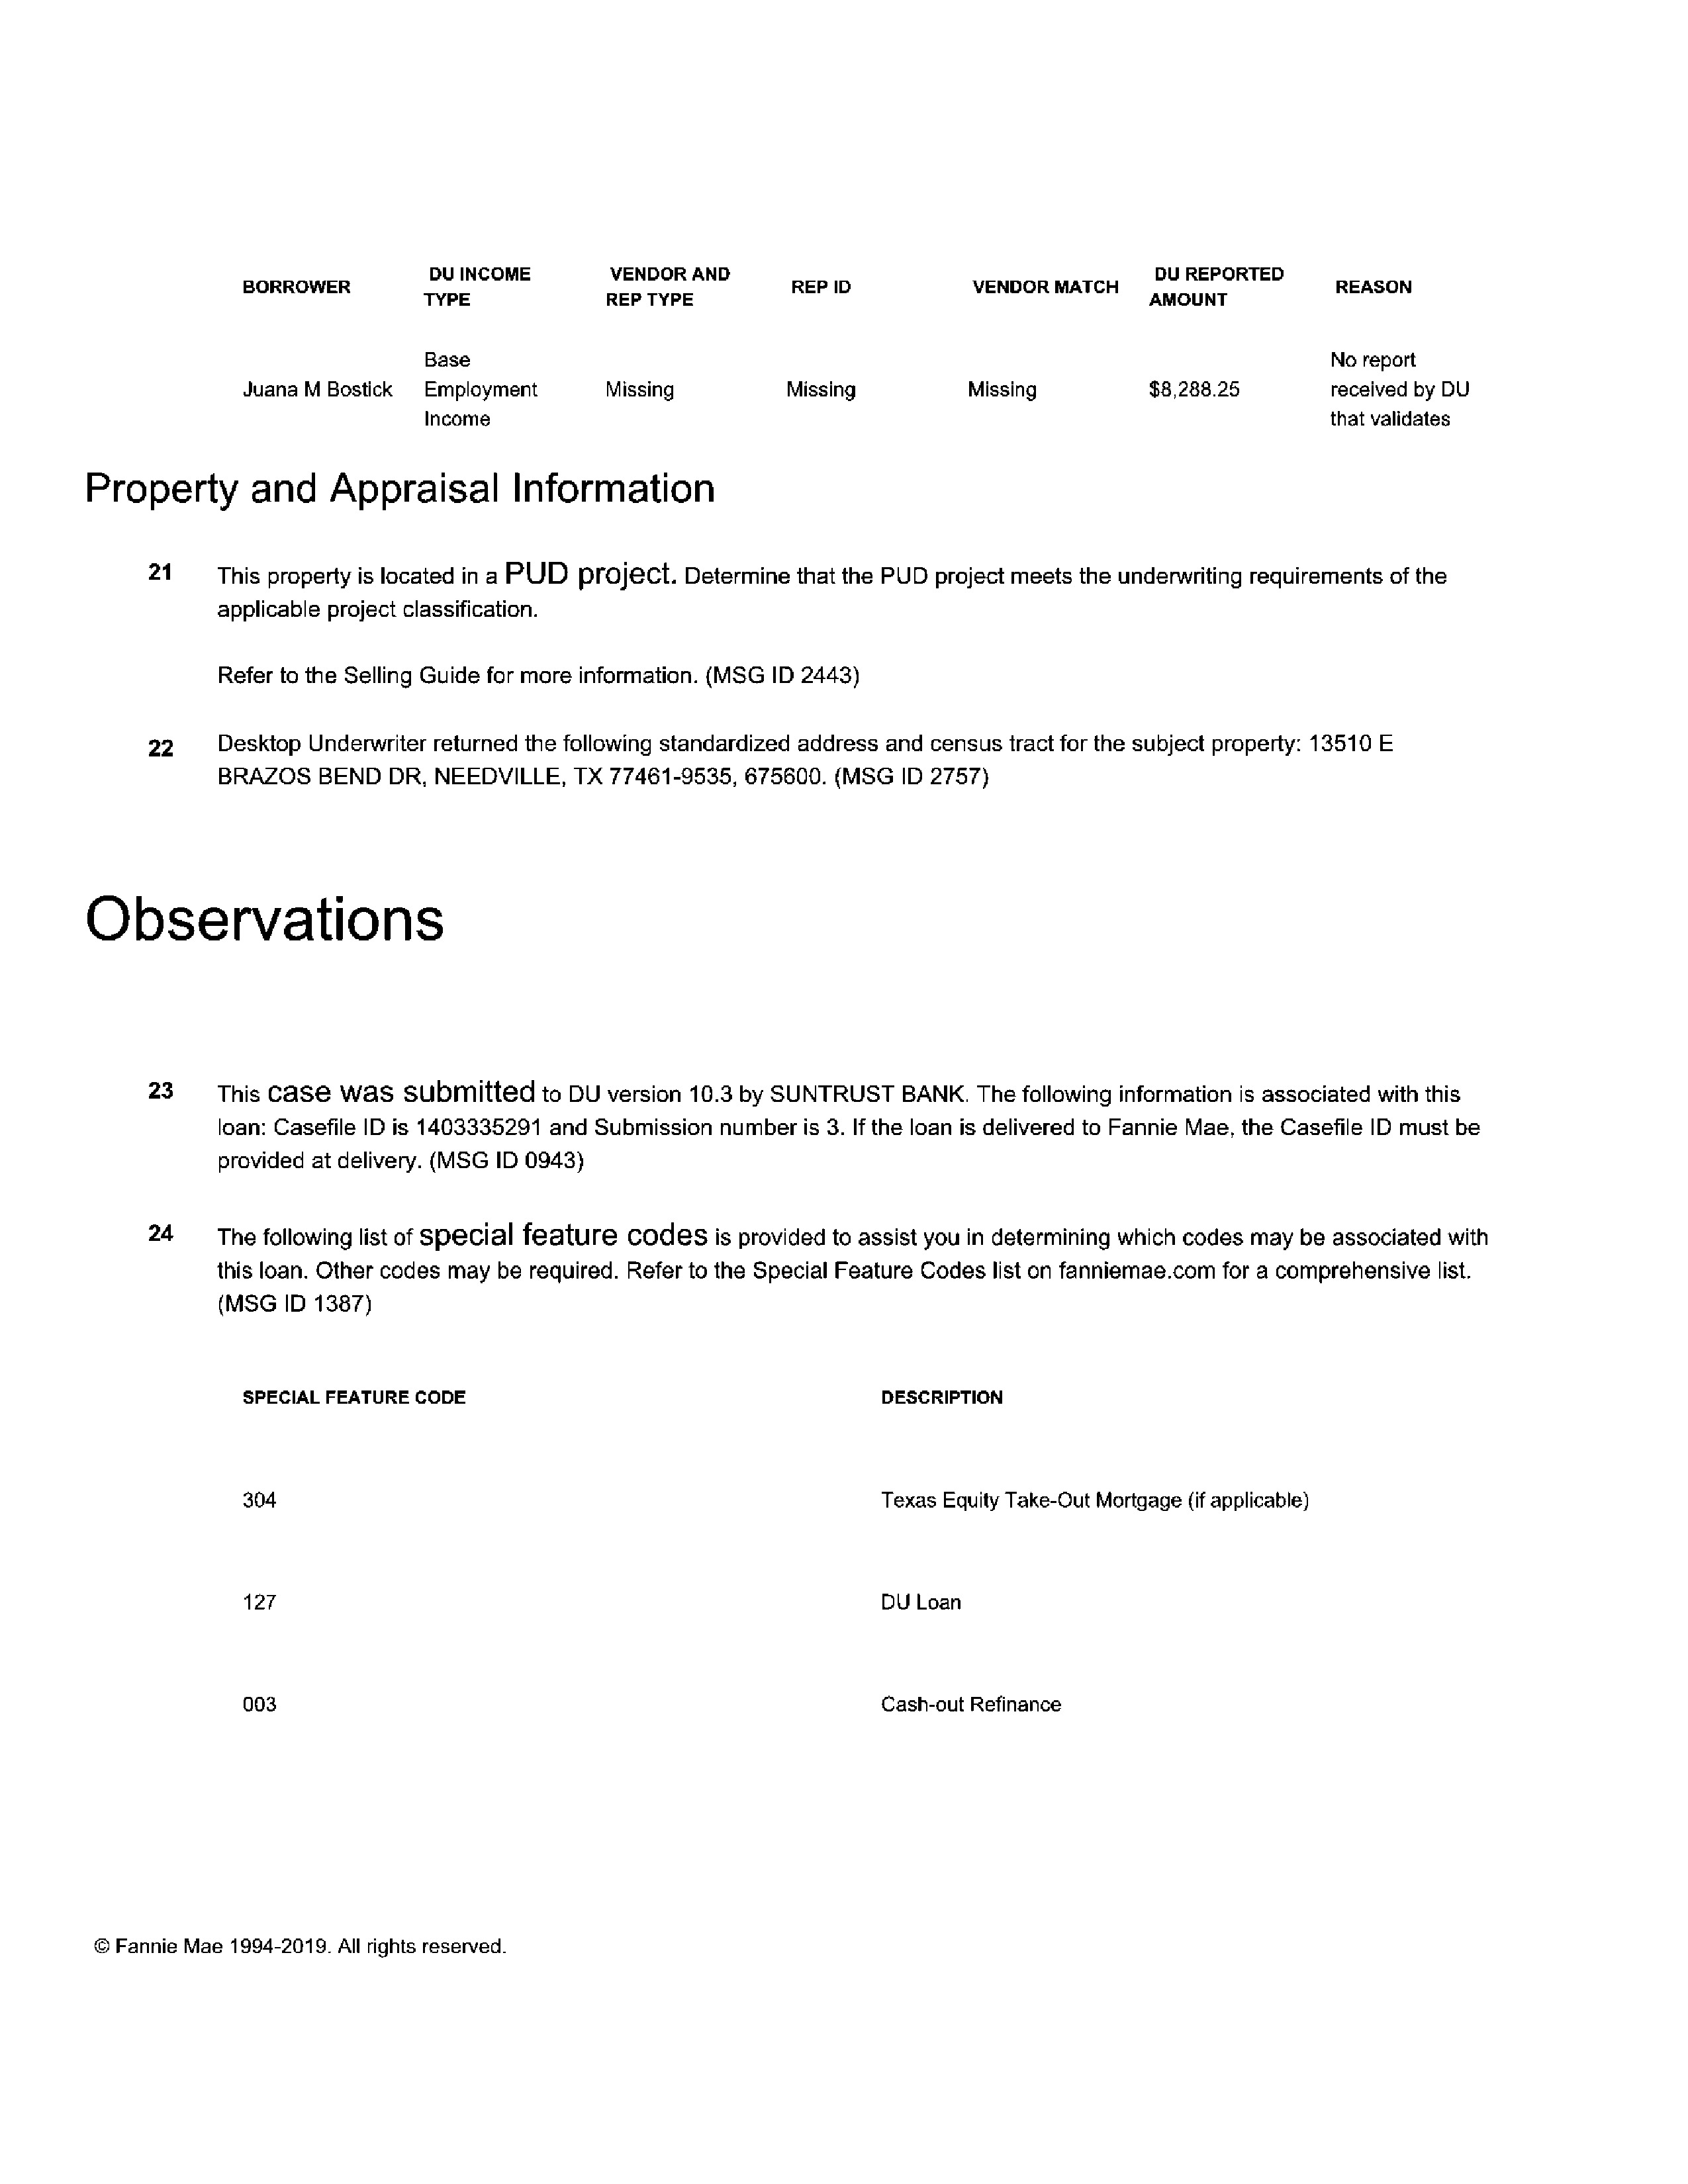 BORROWER DU INCOME TYPE VENDOR AND REP TYPE REP ID VENDOR MATCH DU REPORTED AMOUNT REASON
Juana M Bostick Base Employment Income Missing Missing Missing $8,288.25 No report received by DU that validates
Property and Appraisal Information
21 This property is located in a PUD project. Determine that the PUD project meets the underwriting requirements of the
applicable project classification.
Refer to the Selling Guide for more information. (MSG ID 2443)
22 Desktop Underwriter returned the following standardized address and census tract for the subject property: 13510 E
BRAZOS BEND DR, NEEDVILLE, TX 77461-9535, 675600. (MSG ID 2757)
Observations
23 This case was submitted to DU version 10.3 by SUNTRUST BANK. The following information is associated with this
loan: Casefile ID is 1403335291 and Submission number is 3. If the loan is delivered to Fannie Mae, the Casefile ID must be
provided at delivery. (MSG ID 0943)
24 The following list of special feature codes is provided to assist you in determining which codes may be associated with
this loan. Other codes may be required. Refer to the Special Feature Codes list on fanniemae.com for a comprehensive list.
(MSG ID 1387)
SPECIAL FEATURE CODE DESCRIPTION
304 Texas Equity Take-Out Mortgage (if applicable)
127 DU Loan
003 Cash-out Refinance
© Fannie Mae 1994-2019. All rights reserved.